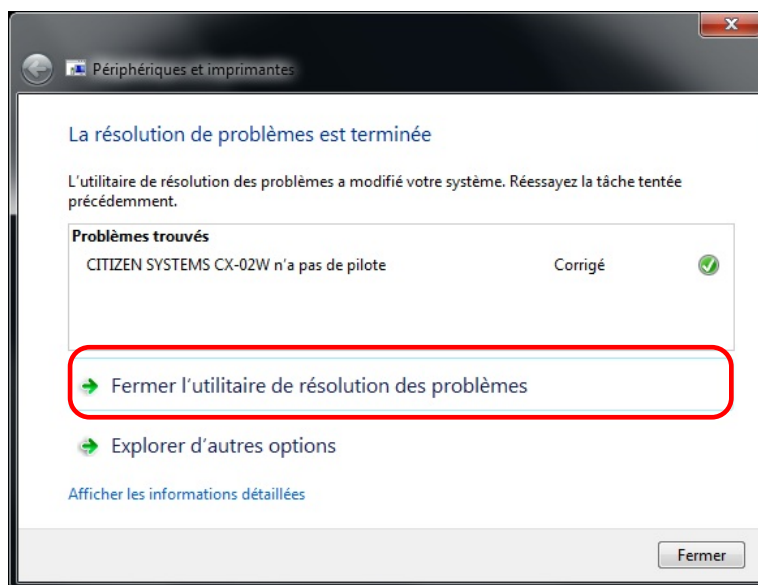 Périphériques et imprimantes
La résolution de problèmes est terminée
L'utilitaire de résolution des problèmes a modifié votre système. Réessayez la tâche tentée
précédemment.
Problèmes trouvés
CITIZEN SYSTEMS CX-02W n'a pas de pilote Corrigé
Fermer l'utilitaire de résolution des problèmes
Explorer d'autres options
Afficher les informations détaillées
Fermer